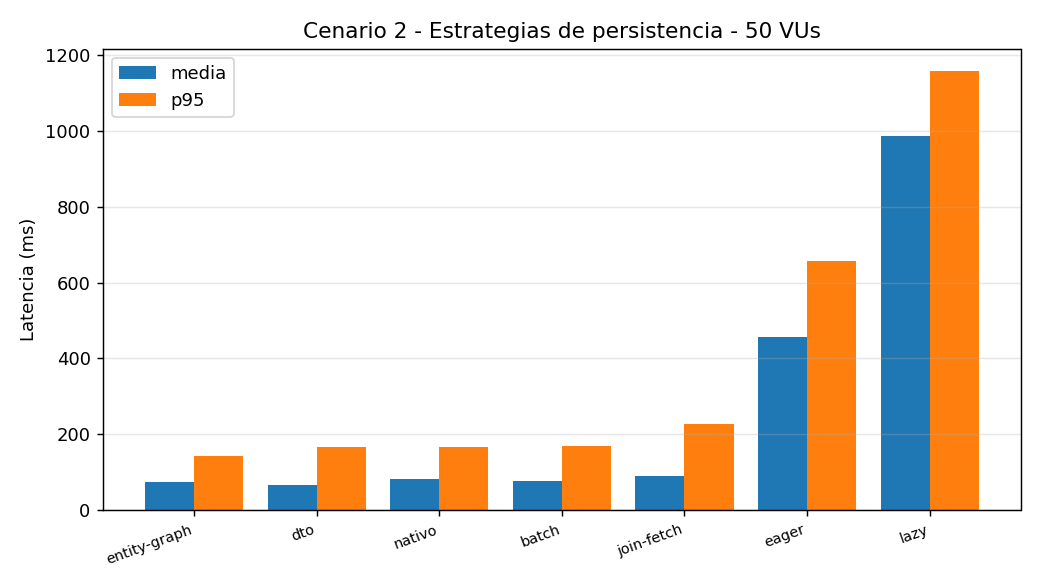 Cenario 2 - Estrategias de persistencia - 50 VUs
media
p95
Latencia (ms)
1200
1000
800
600
400
200
0
entity-graph
dto
nativo
batch
join-fetch
eager
lazy